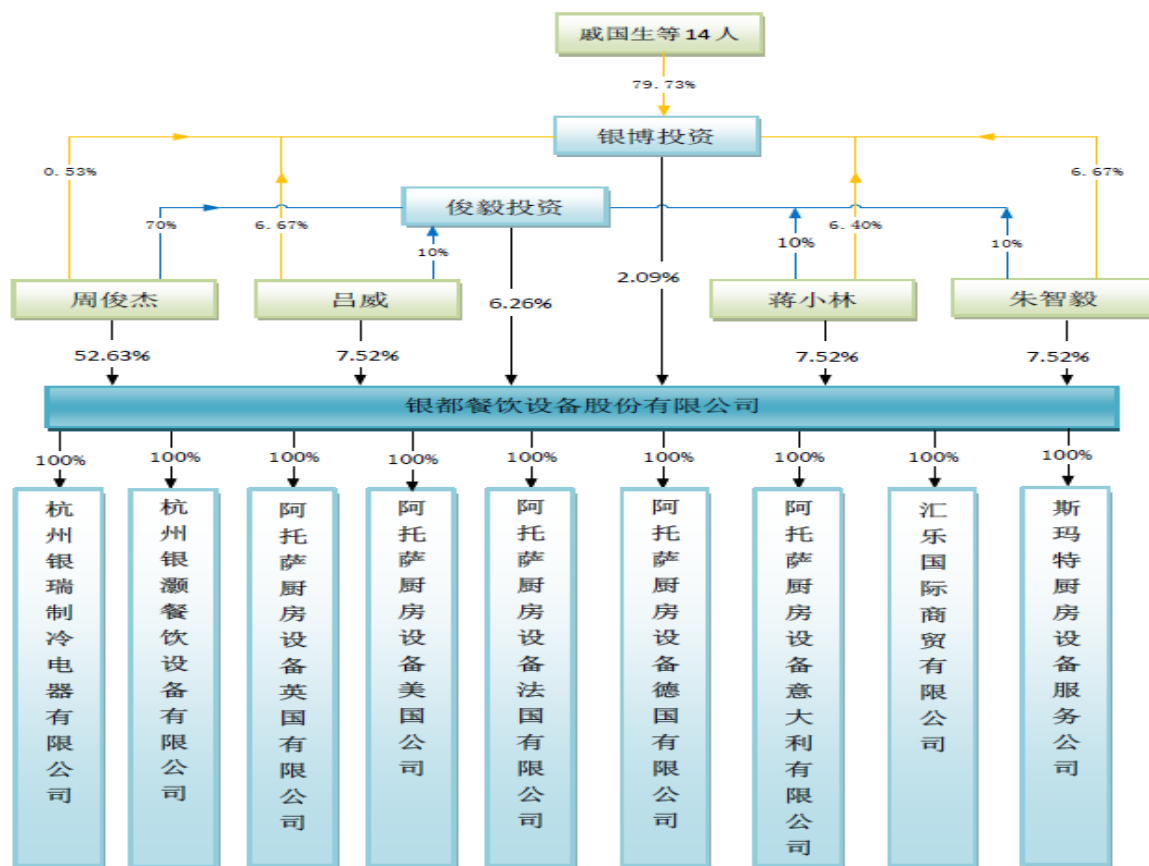 戚国生等14人
79.73%
银博投资
0.53%
6.67%
俊毅投资
70%
6.67%
10%
10%
6.40%
10%
周俊杰
吕威
6.26%
2.09%
蒋小林
朱智毅
52.63%
7.52%
7.52%
7.52%
银都餐饮设备股份有限公司
100%
100%
100%
100%
100%
100%
100%
100%
100%
杭州银瑞制冷电器有限公司
杭州银灏餐饮设备有限公司
阿托萨厨房设备英国有限公司
阿托萨厨房设备美国公司
阿托萨厨房设备法国有限公司
阿托萨厨房设备德国有限公司
阿托萨厨房设备意大利有限公司
汇乐国际商贸有限公司
斯玛特厨房设备服务公司